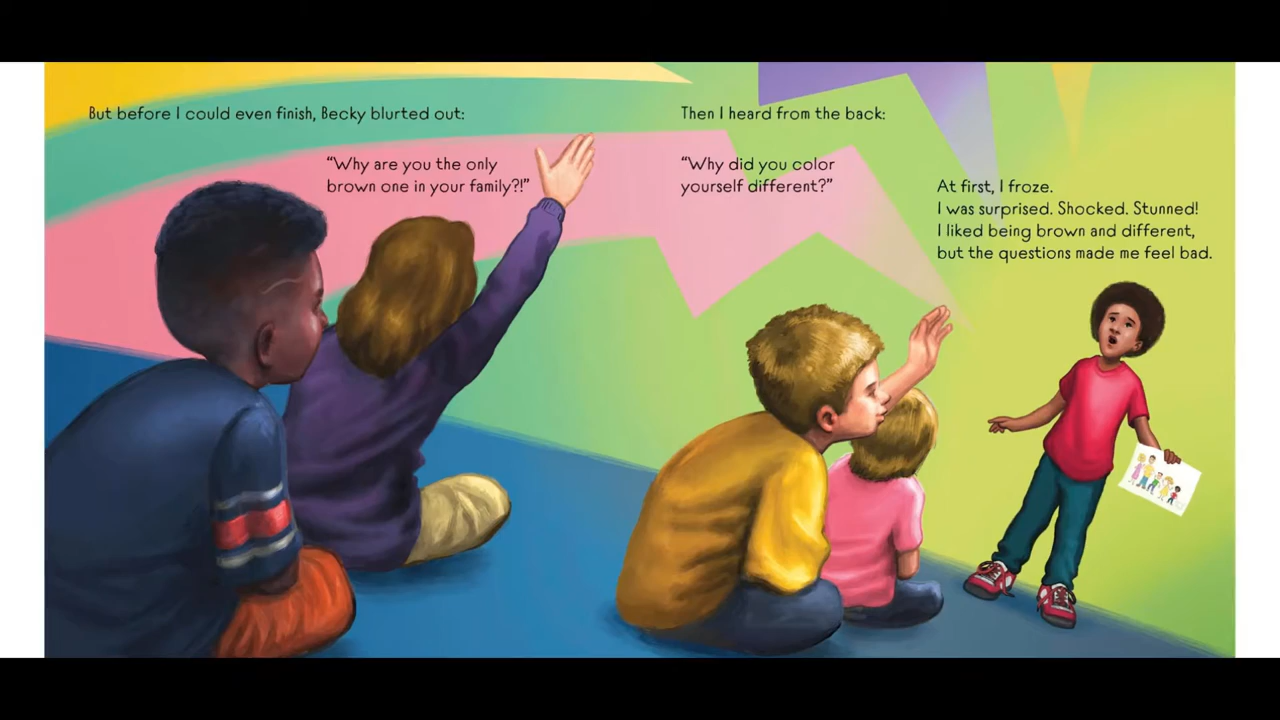 But before I could even finish, Becky blurted out:
“Why are you the only
brown one in your family?!”
Then I heard from the back:
“Why did you color
yourself different?”
At first, I froze.
I was surprised. Shocked. Stunned!
I liked being brown and different,
but the questions made me feel bad.